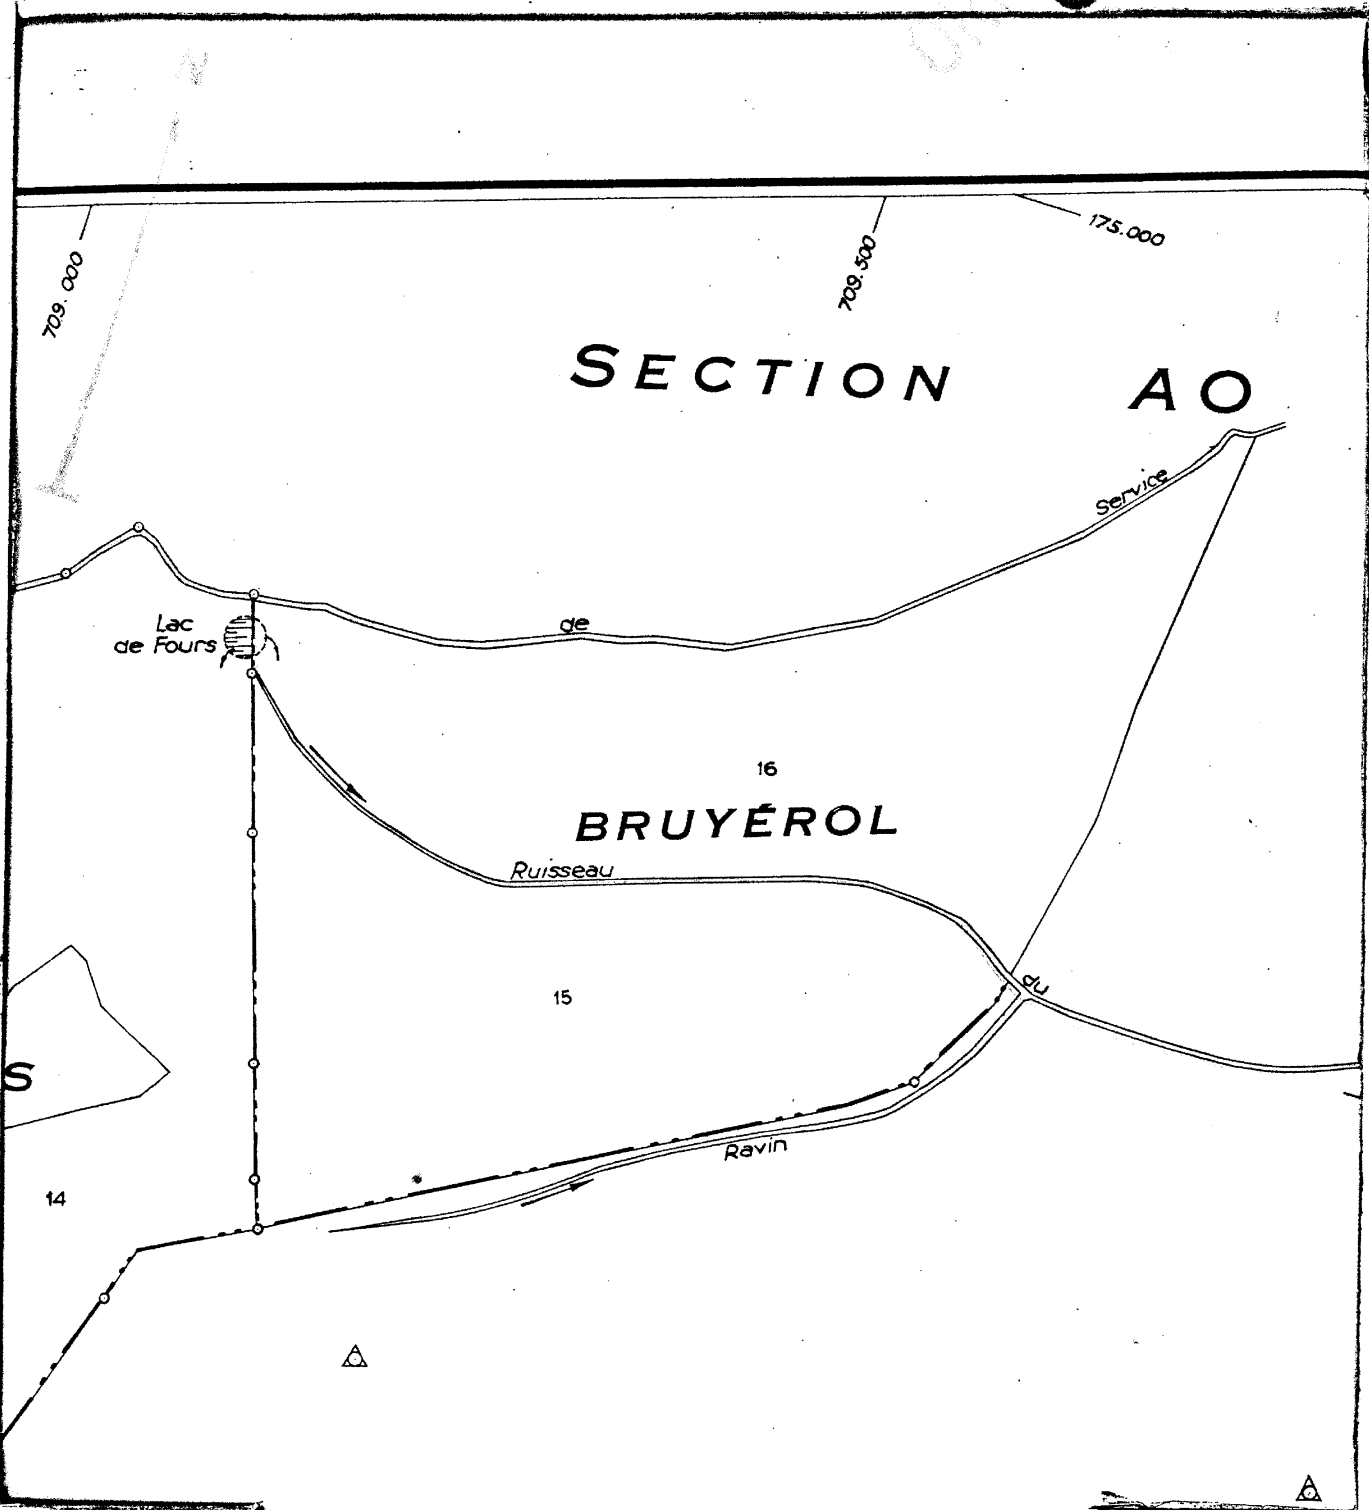 709.000
709.500
175.000
SECTION AO
Service
de
Lac
de Fours
16
BRUYÉROL
Ruisseau
15
du
S
Ravin
14